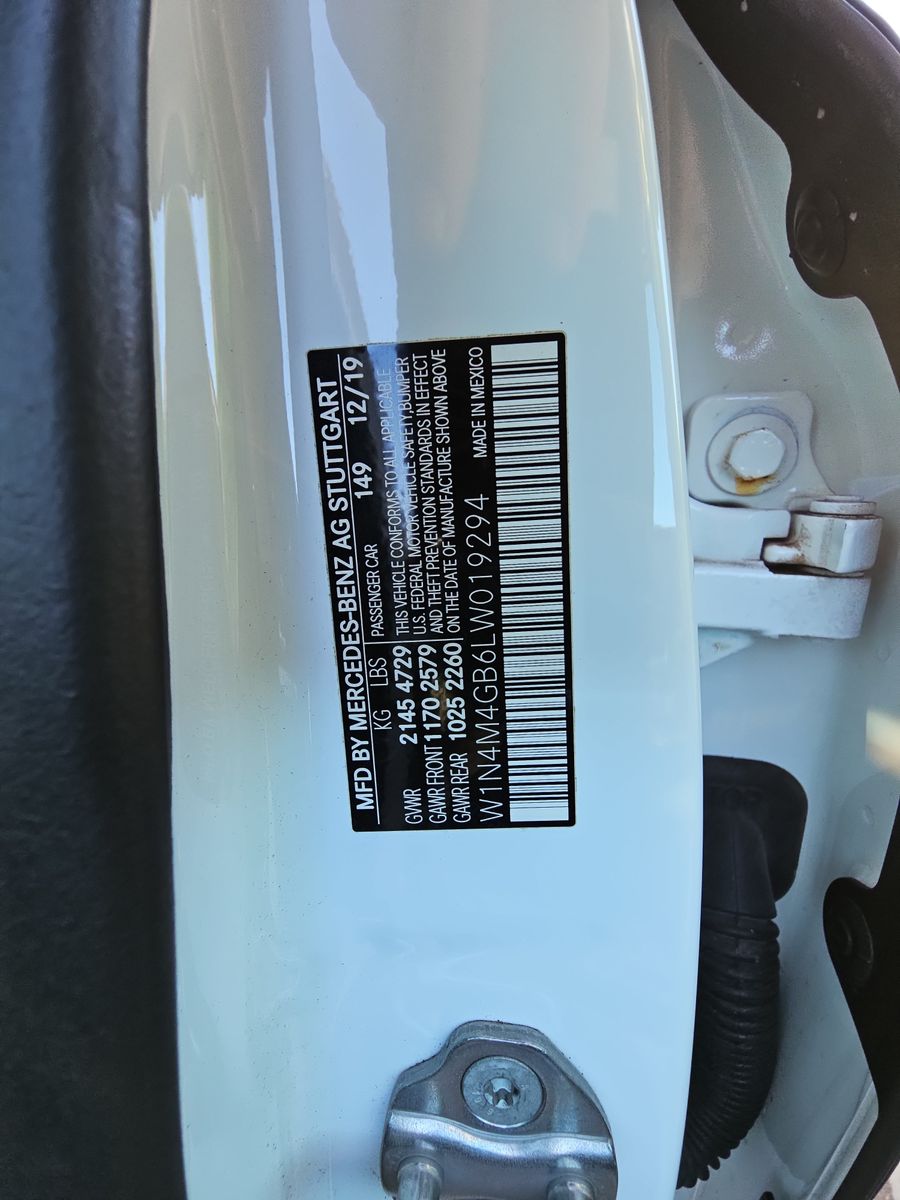 MFD BY MERCEDES-BENZ AG STUTTGART
KG LBS 149 12/19
PASSENGER CAR
GVWR 2145 4729 THIS VEHICLE CONFORMS TO ALL APPLICABLE
U.S. FEDERAL MOTOR VEHICLE SAFETY,BUMPER
GAWR FRONT 1170 2579 AND THEFT PREVENTION STANDARDS IN EFFECT
GAWR REAR 1025 2260 ON THE DATE OF MANUFACTURE SHOWN ABOVE
W1N4M4GB6LW019294 MADE IN MEXICO